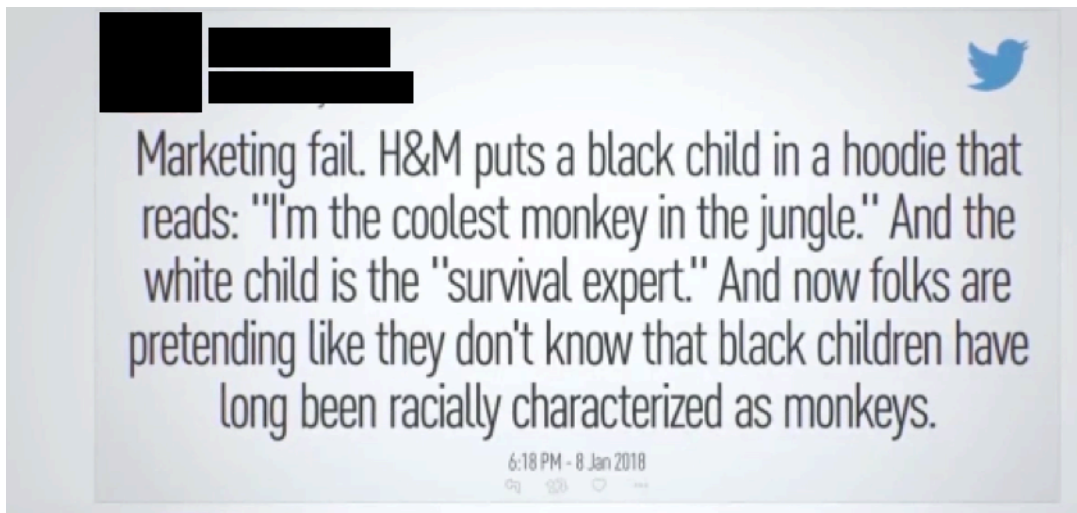 Marketing fail. H&M puts a black child in a hoodie that
reads: "I'm the coolest monkey in the jungle." And the
white child is the "survival expert." And now folks are
pretending like they don't know that black children have
long been racially characterized as monkeys.
6:18 PM - 8 Jan 2018